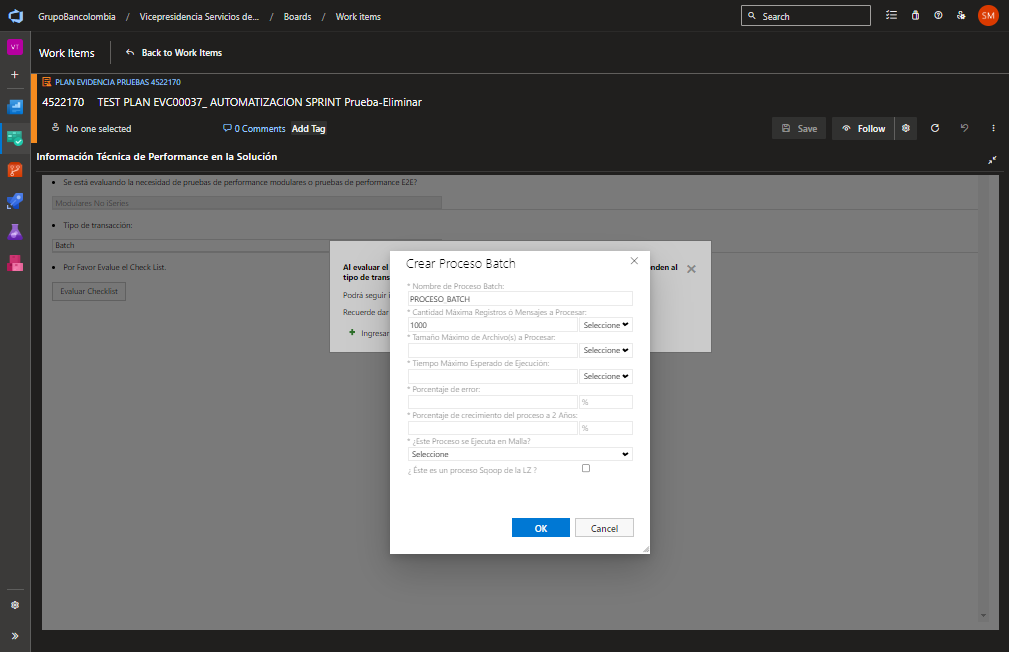 GrupoBancolombia / Vicepresidencia Servicios de... / Boards / Work items
Search
SM
VT
Work Items
Back to Work Items
PLAN EVIDENCIA PRUEBAS 4522170
4522170 TEST PLAN EVC00037_ AUTOMATIZACION SPRINT Prueba-Eliminar
No one selected
0 Comments
Add Tag
Save
Follow
Información Técnica de Performance en la Solución
Se está evaluando la necesidad de pruebas de performance modulares o pruebas de performance E2E?
Modulares No iSeries
Tipo de transacción:
Batch
Por Favor Evalue el Check List.
Evaluar Checklist
Al evaluar el
nden al
tipo de trans
Podrá seguir i
Recuerde dar
Ingresar
Crear Proceso Batch
* Nombre de Proceso Batch:
PROCESO_BATCH
* Cantidad Máxima Registros o Mensajes a Procesar:
1000
Seleccione
* Tamaño Máximo de Archivo(s) a Procesar:
Seleccione
* Tiempo Máximo Esperado de Ejecución:
Seleccione
* Porcentaje de error:
%
* Porcentaje de crecimiento del proceso a 2 Años:
%
* ¿Este Proceso se Ejecuta en Malla?
Seleccione
¿ Éste es un proceso Sqoop de la LZ ?
OK
Cancel